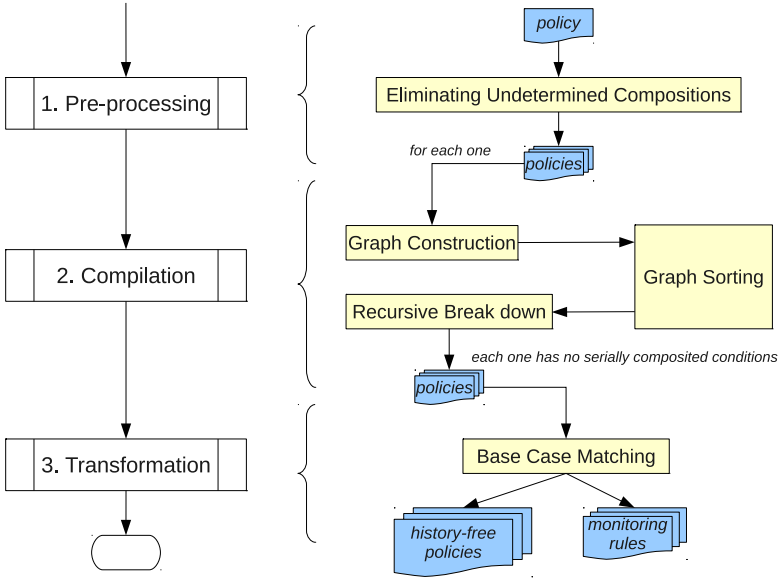 policy
1. Pre-processing
Eliminating Undetermined Compositions
for each one
policies
Graph Construction
2. Compilation
Graph Sorting
Recursive Break down
each one has no serially composited conditions
policies
3. Transformation
Base Case Matching
history-free
policies
monitoring
rules